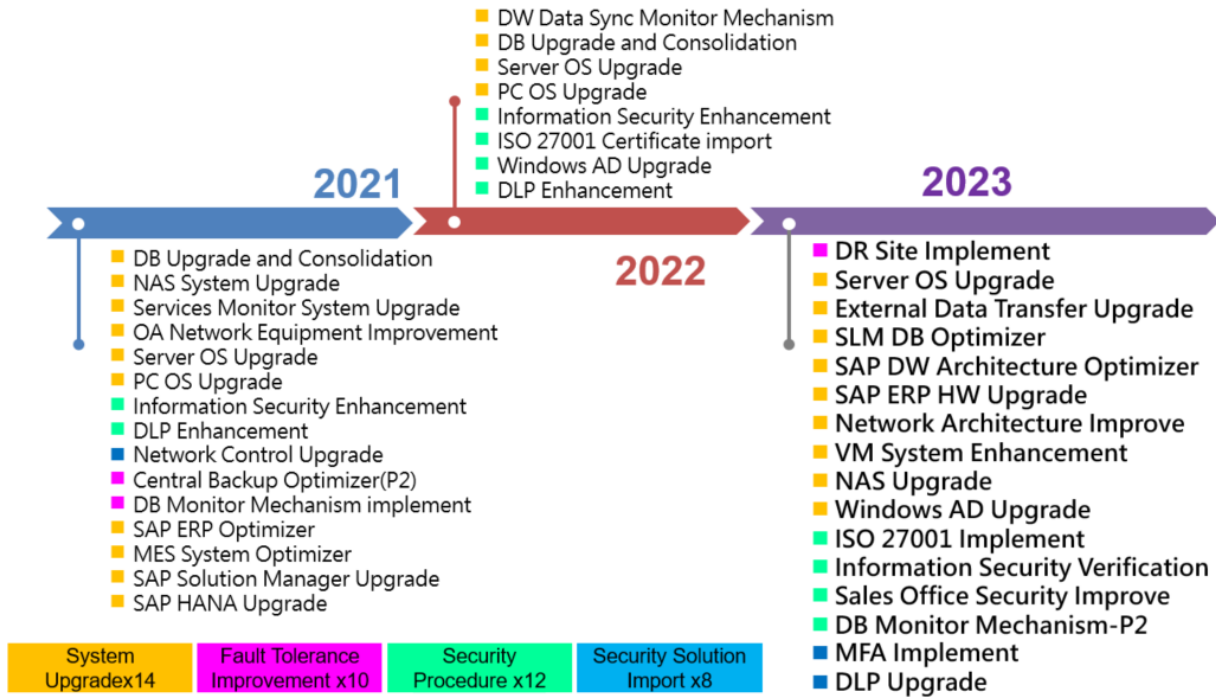 DW Data Sync Monitor Mechanism
DB Upgrade and Consolidation
Server OS Upgrade
PC OS Upgrade
Information Security Enhancement
ISO 27001 Certificate import
Windows AD Upgrade
DLP Enhancement
2021
2022
2023
DB Upgrade and Consolidation
NAS System Upgrade
Services Monitor System Upgrade
OA Network Equipment Improvement
Server OS Upgrade
PC OS Upgrade
Information Security Enhancement
DLP Enhancement
Network Control Upgrade
Central Backup Optimizer(P2)
DB Monitor Mechanism implement
SAP ERP Optimizer
MES System Optimizer
SAP Solution Manager Upgrade
SAP HANA Upgrade
DR Site Implement
Server OS Upgrade
External Data Transfer Upgrade
SLM DB Optimizer
SAP DW Architecture Optimizer
SAP ERP HW Upgrade
Network Architecture Improve
VM System Enhancement
NAS Upgrade
Windows AD Upgrade
ISO 27001 Implement
Information Security Verification
Sales Office Security Improve
DB Monitor Mechanism-P2
MFA Implement
DLP Upgrade
System
Upgradex14
Fault Tolerance
Improvement x10
Security
Procedure x12
Security Solution
Import x8